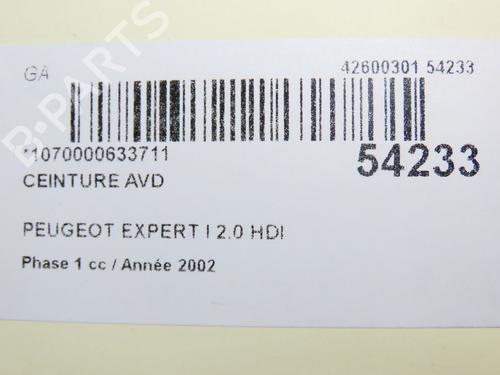 GA
42600301 54233
*1070000633711
54233
CEINTURE AVD
PEUGEOT EXPERT I 2.0 HDI
Phase 1 cc / Année 2002
B-PARTS